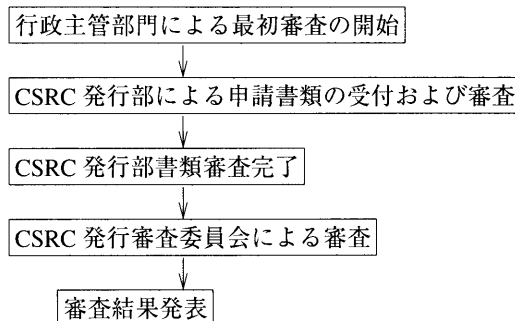 行政主管部門による最初審査の開始
CSRC 発行部による申請書類の受付および審査
CSRC 発行部書類審査完了
CSRC 発行審査委員会による審査
審査結果発表